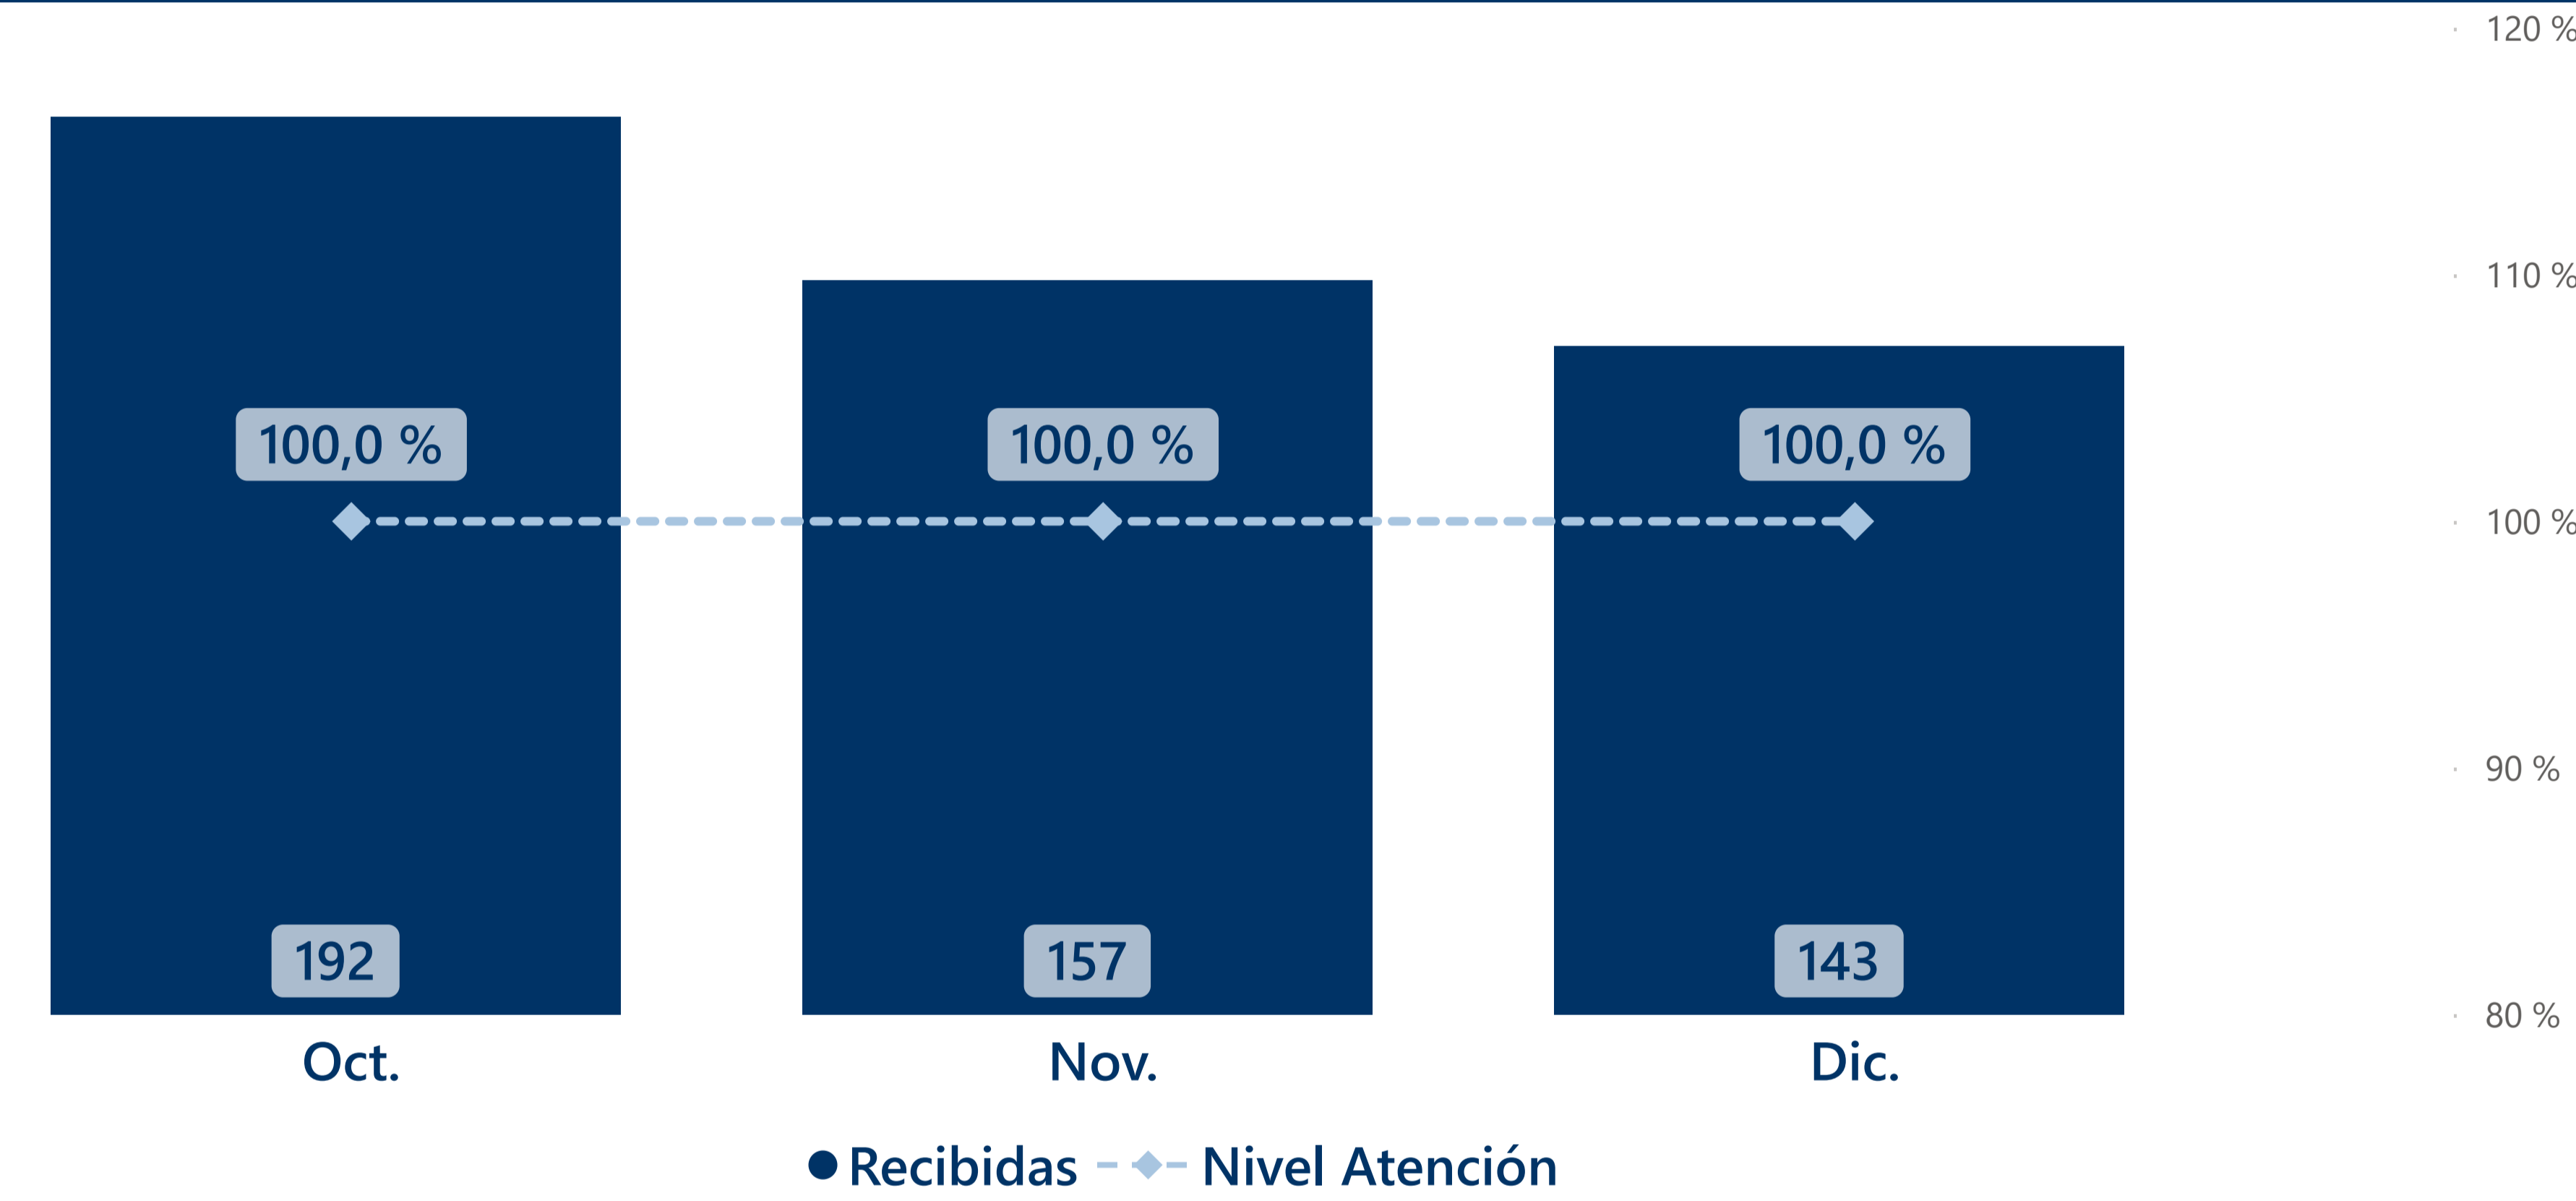 120 %
110 %
100,0 % 100,0 % 100,0 %
100 %
90 %
192 157 143
80 %
Oct. Nov. Dic.
Recibidas Nivel Atención